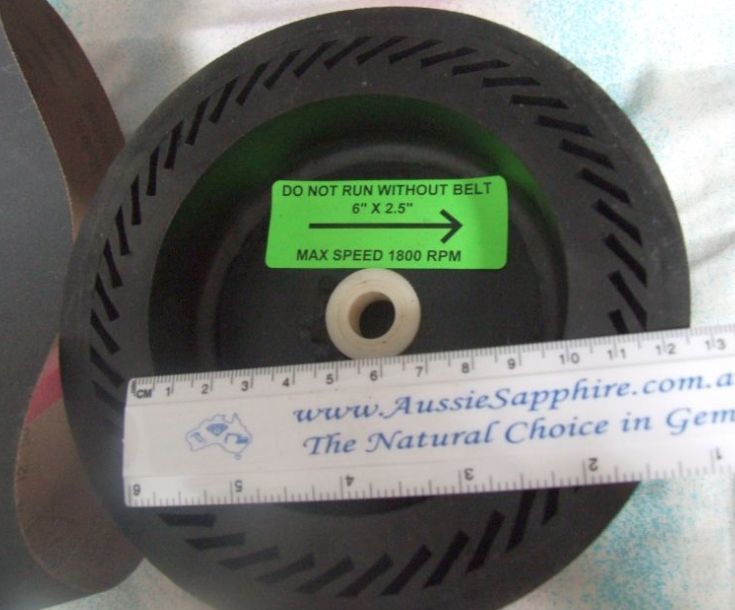 DO NOT RUN WITHOUT BELT
6" X 2.5"
MAX SPEED 1800 RPM
CM 1 2 3 4 5 6 7 8 9 10 11 12 13
www.AussieSapphire.com.a
The Natural Choice in Gem
6 5 4 3 2 1